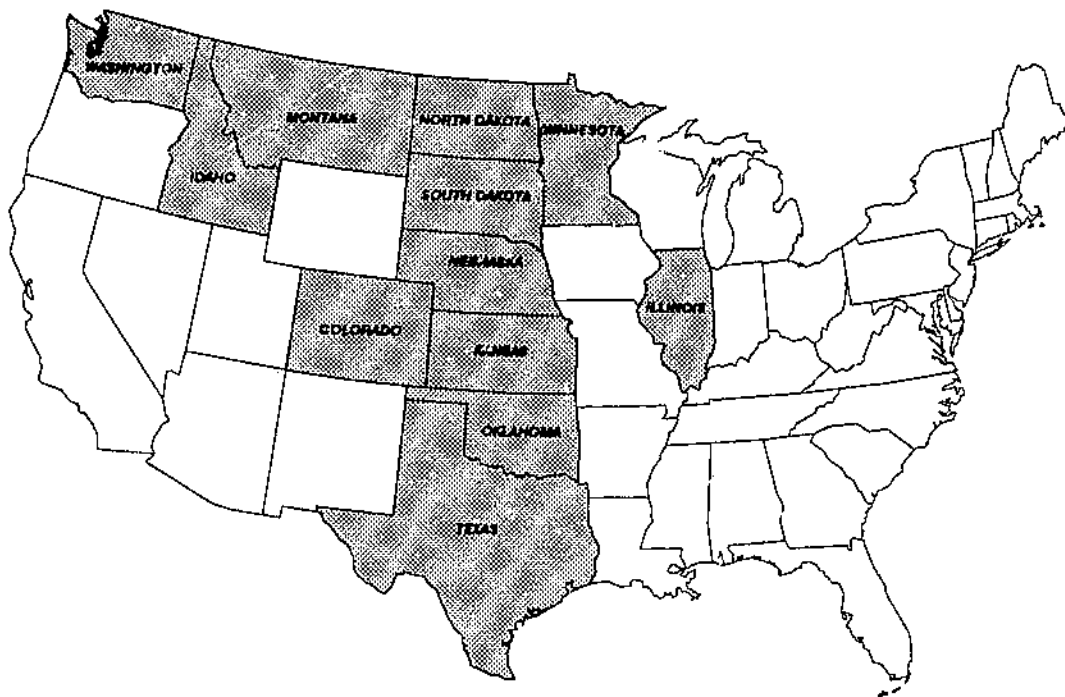 WASHINGTON
MONTANA
NORTH DAKOTA
MINNESOTA
IDAHO
SOUTH DAKOTA
NEBRASKA
ILLINOIS
COLORADO
KANSAS
OKLAHOMA
TEXAS